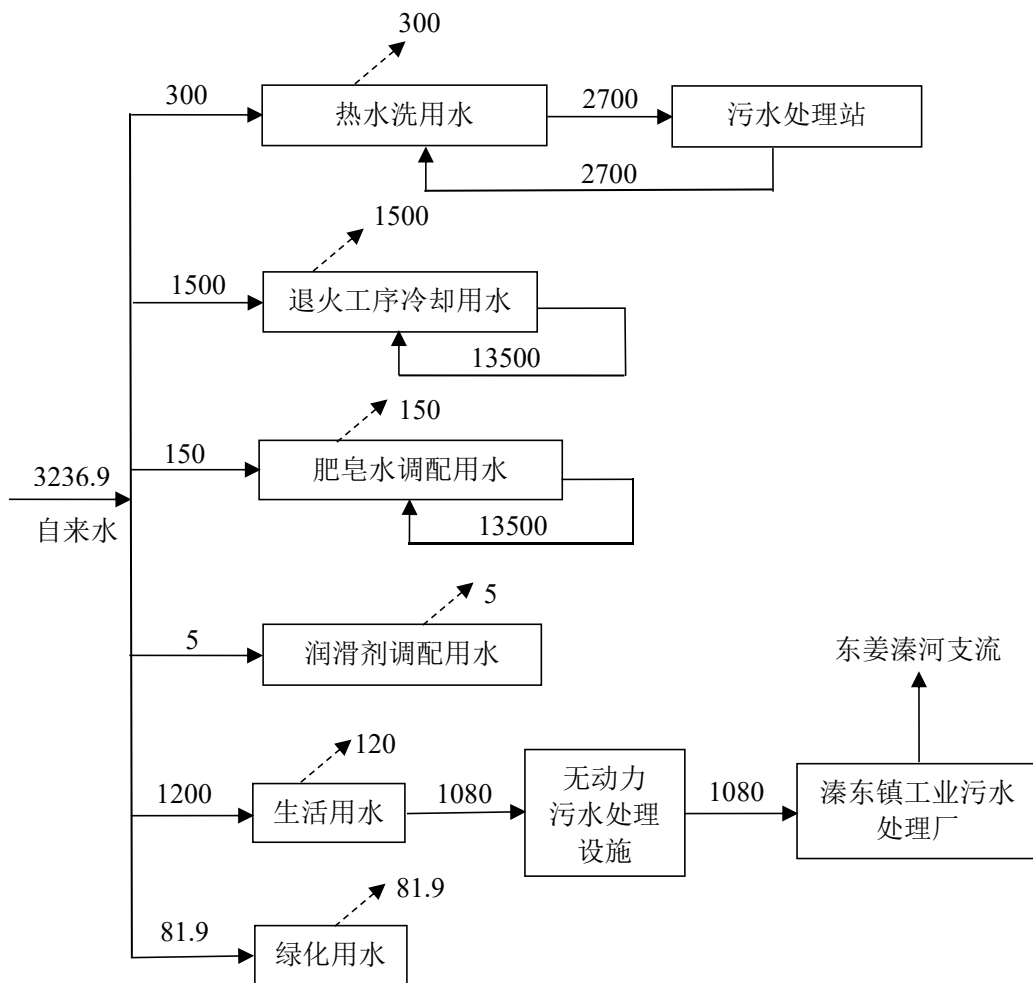 300
300
热水洗用水
2700
污水处理站
2700
1500
1500
退火工序冷却用水
13500
150
150
肥皂水调配用水
13500
3236.9
自来水
5
5
润滑剂调配用水
东姜溱河支流
120
1200
生活用水
1080
无动力
污水处理
设施
1080
溱东镇工业污水
处理厂
81.9
81.9
绿化用水